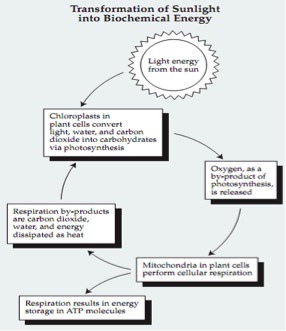 Transformation of Sunlight
into Biochemical Energy
Light energy
from the sun
Chloroplasts in
plant cells convert
light, water, and carbon
dioxide into carbohydrates
via photosynthesis
Oxygen, as a
by-product of
photosynthesis,
is released
Respiration by-products
are carbon dioxide,
water, and energy
dissipated as heat
Mitochondria in plant cells
perform cellular respiration
Respiration results in energy
storage in ATP molecules